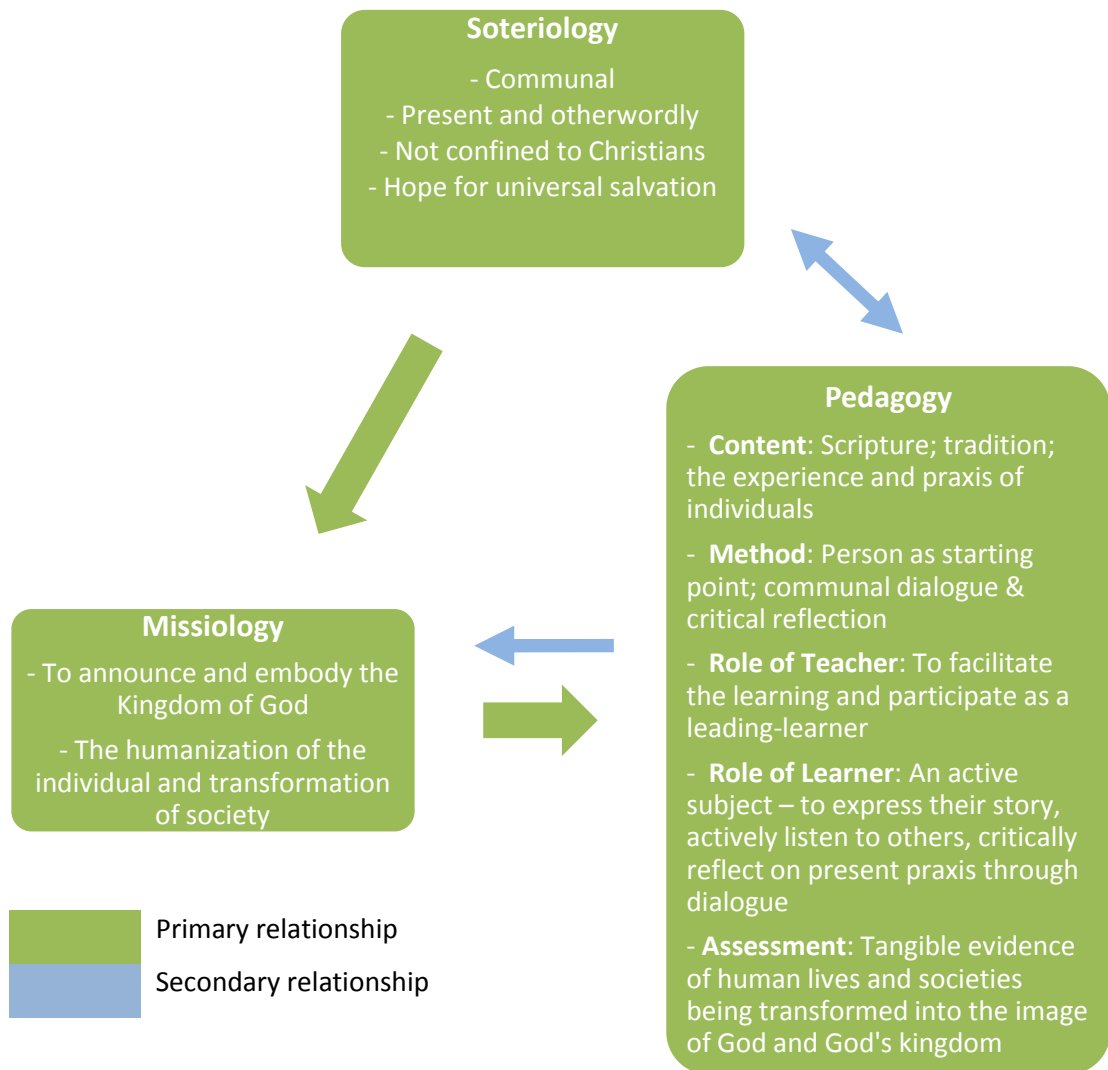 Soteriology
- Communal
- Present and otherwordly
- Not confined to Christians
- Hope for universal salvation
Pedagogy
- Content: Scripture; tradition;
the experience and praxis of
individuals
- Method: Person as starting
point; communal dialogue &
critical reflection
- Role of Teacher: To facilitate
the learning and participate as a
leading-learner
- Role of Learner: An active
subject – to express their story,
actively listen to others, critically
reflect on present praxis through
dialogue
- Assessment: Tangible evidence
of human lives and societies
being transformed into the image
of God and God's kingdom
Missiology
- To announce and embody the
Kingdom of God
- The humanization of the
individual and transformation
of society
Primary relationship
Secondary relationship